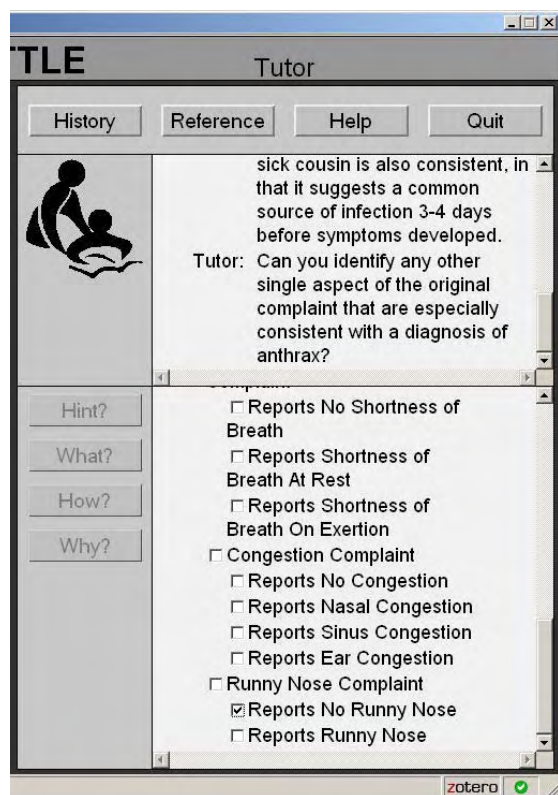 TTLE
Tutor
History
Reference
Help
Quit
sick cousin is also consistent, in
that it suggests a common
source of infection 3-4 days
before symptoms developed.
Tutor: Can you identify any other
single aspect of the original
complaint that are especially
consistent with a diagnosis of
anthrax?
Hint?
What?
How?
Why?
Reports No Shortness of
Breath
Reports Shortness of
Breath At Rest
Reports Shortness of
Breath On Exertion
Congestion Complaint
Reports No Congestion
Reports Nasal Congestion
Reports Sinus Congestion
Reports Ear Congestion
Runny Nose Complaint
Reports No Runny Nose
Reports Runny Nose
zotero